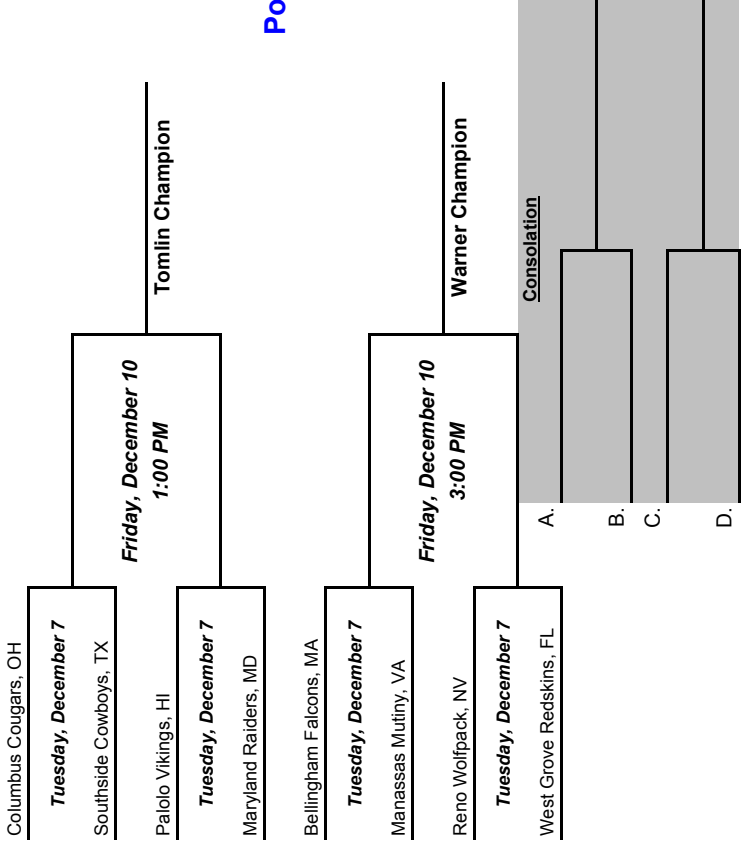 Columbus Cougars, OH
Tuesday, December 7
Southside Cowboys, TX
Palolo Vikings, HI
Tuesday, December 7
Maryland Raiders, MD
Friday, December 10
1:00 PM
Tomlin Champion
Bellingham Falcons, MA
Tuesday, December 7
Manassas Mutiny, VA
Reno Wolfpack, NV
Tuesday, December 7
West Grove Redskins, FL
Friday, December 10
3:00 PM
Warner Champion
Po
Consolation
A.
B.
C.
D.